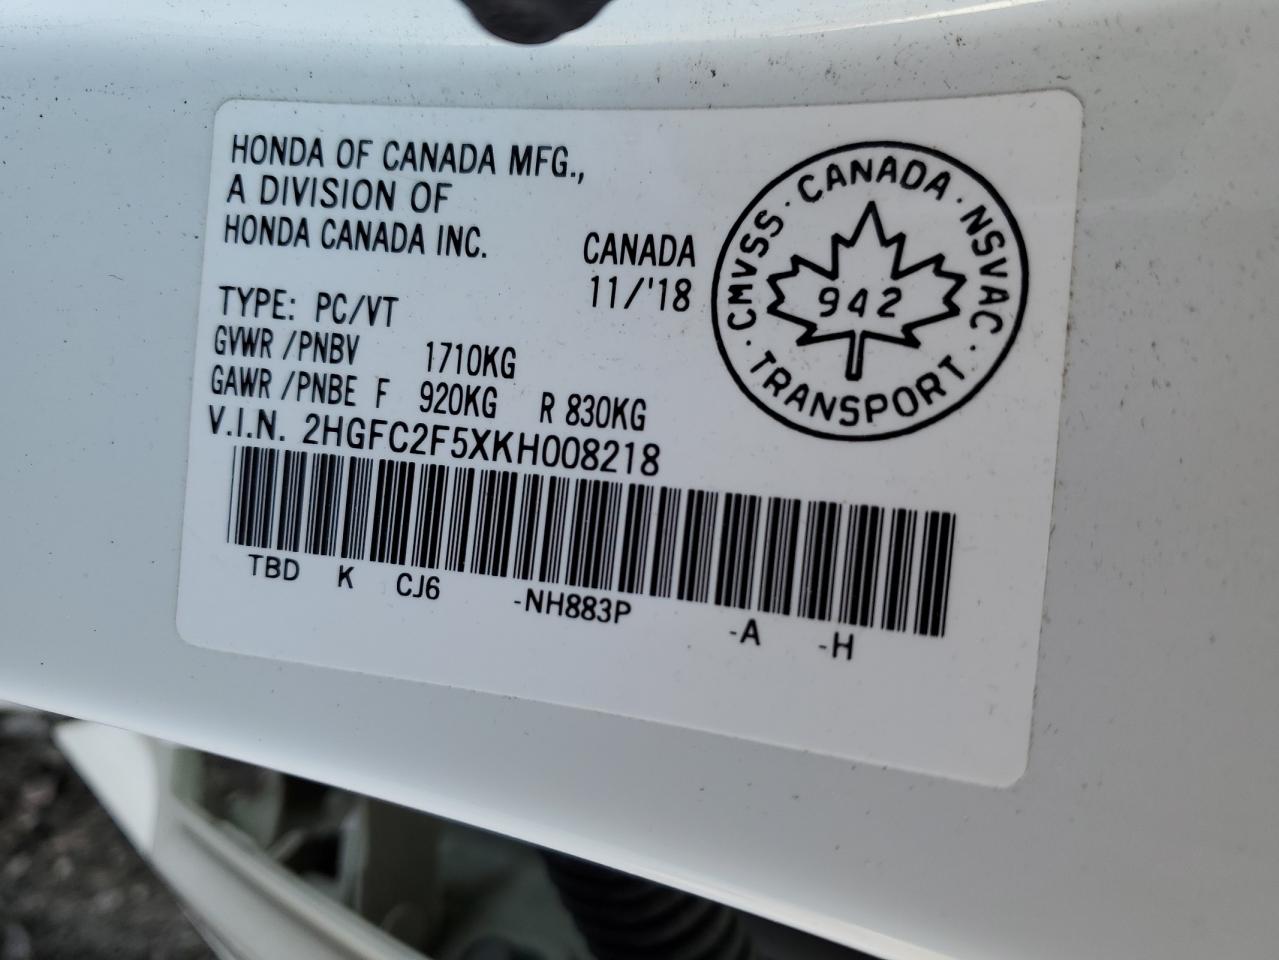 HONDA OF CANADA MFG.,
A DIVISION OF
HONDA CANADA INC.
CANADA
11/'18
TYPE: PC/VT
GVWR /PNBV 1710KG
GAWR /PNBE F 920KG R 830KG
V.I.N. 2HGFC2F5XKH008218
TBD K CJ6 -NH883P -A -H
CMVSS · CANADA · NSVAC · TRANSPORT ·
942